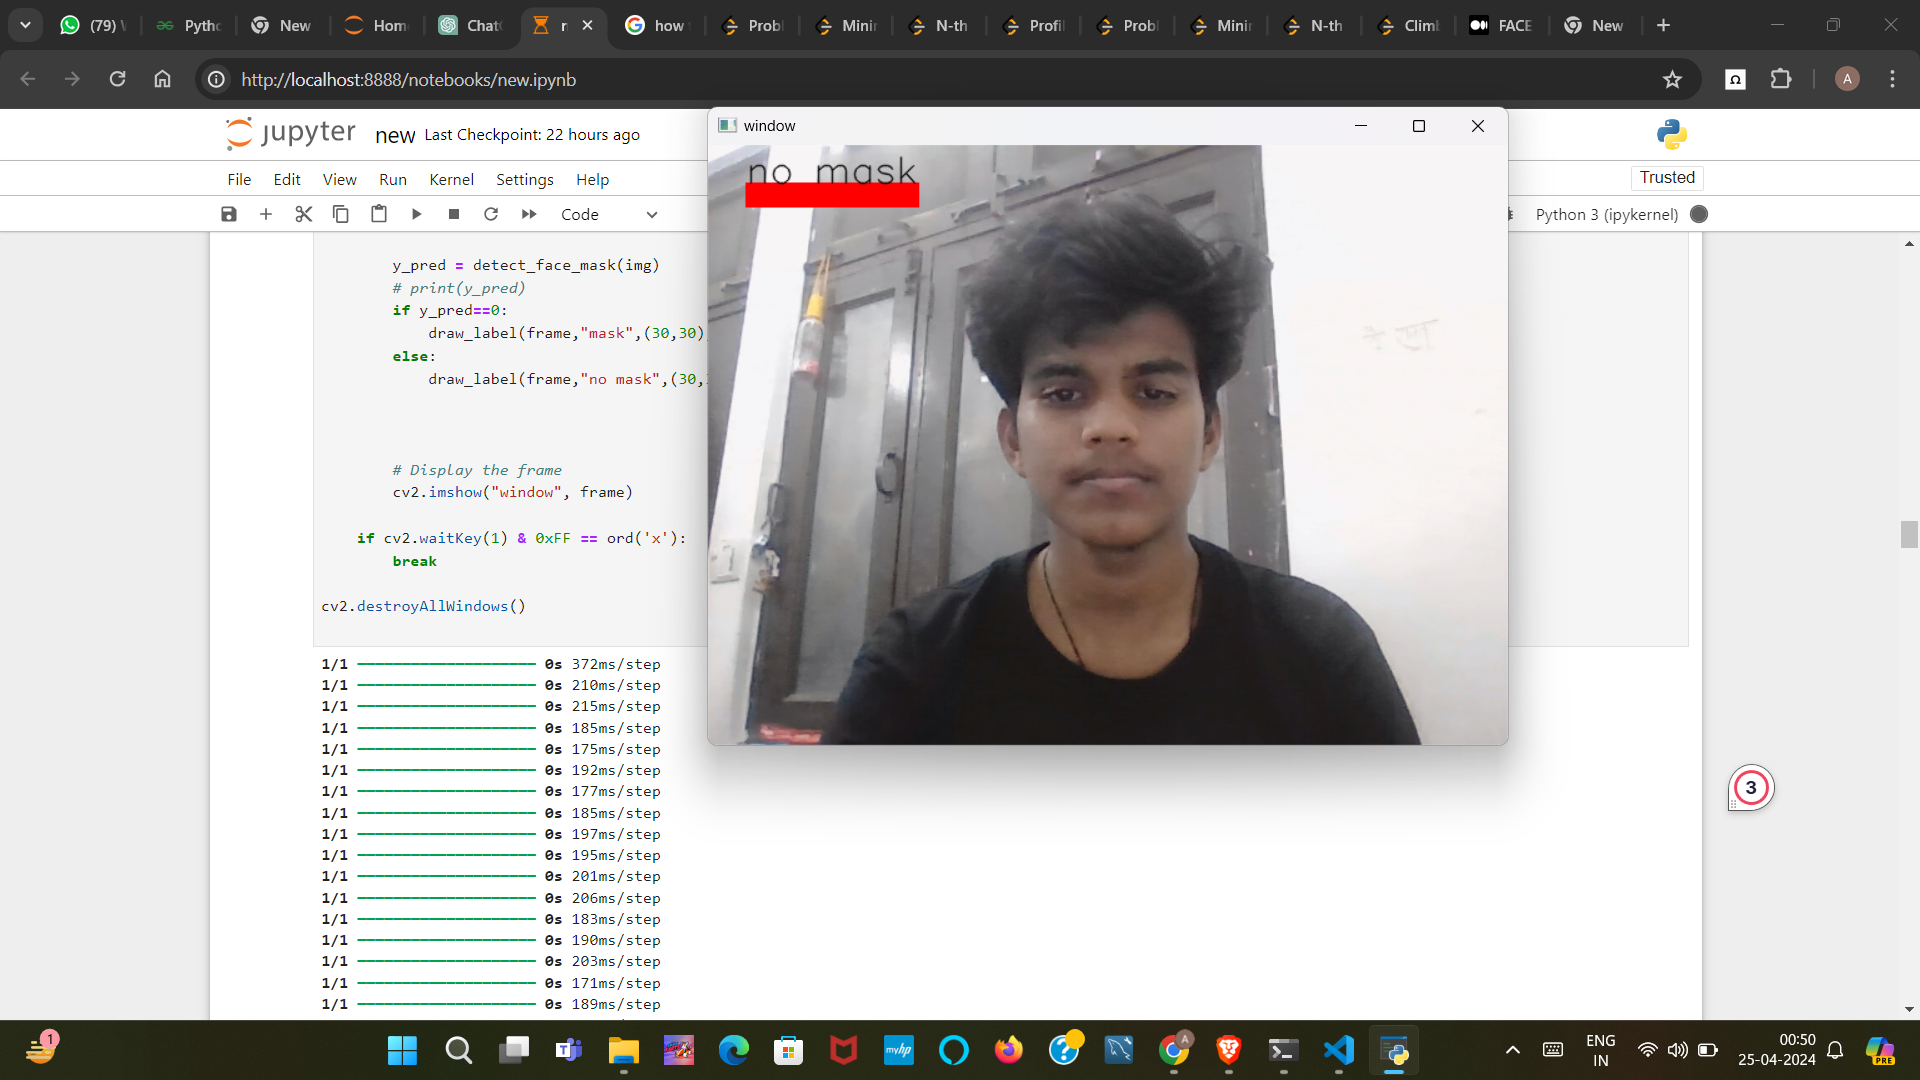 (79)
Pytho
New
Hom
Chat
how
Probl
Minir
N-th
Profil
Probl
Minir
N-th
Climb
FACE
New
http://localhost:8888/notebooks/new.ipynb
A
jupyter new Last Checkpoint: 22 hours ago
File Edit View Run Kernel Settings Help
Trusted
Code
Python 3 (ipykernel)
window
no mask
y_pred = detect_face_mask(img)
# print(y_pred)
if y_pred==0:
draw_label(frame,"mask",(30,30)
else:
draw_label(frame,"no mask",(30,
# Display the frame
cv2.imshow("window", frame)
if cv2.waitKey(1) & 0xFF == ord('x'):
break
cv2.destroyAllWindows()
1/1 0s 372ms/step
1/1 0s 210ms/step
1/1 0s 215ms/step
1/1 0s 185ms/step
1/1 0s 175ms/step
1/1 0s 192ms/step
1/1 0s 177ms/step
1/1 0s 185ms/step
1/1 0s 197ms/step
1/1 0s 195ms/step
1/1 0s 201ms/step
1/1 0s 206ms/step
1/1 0s 183ms/step
1/1 0s 190ms/step
1/1 0s 203ms/step
1/1 0s 171ms/step
1/1 0s 189ms/step
3
1
myhp
A
ENG
IN
00:50
25-04-2024
PRE